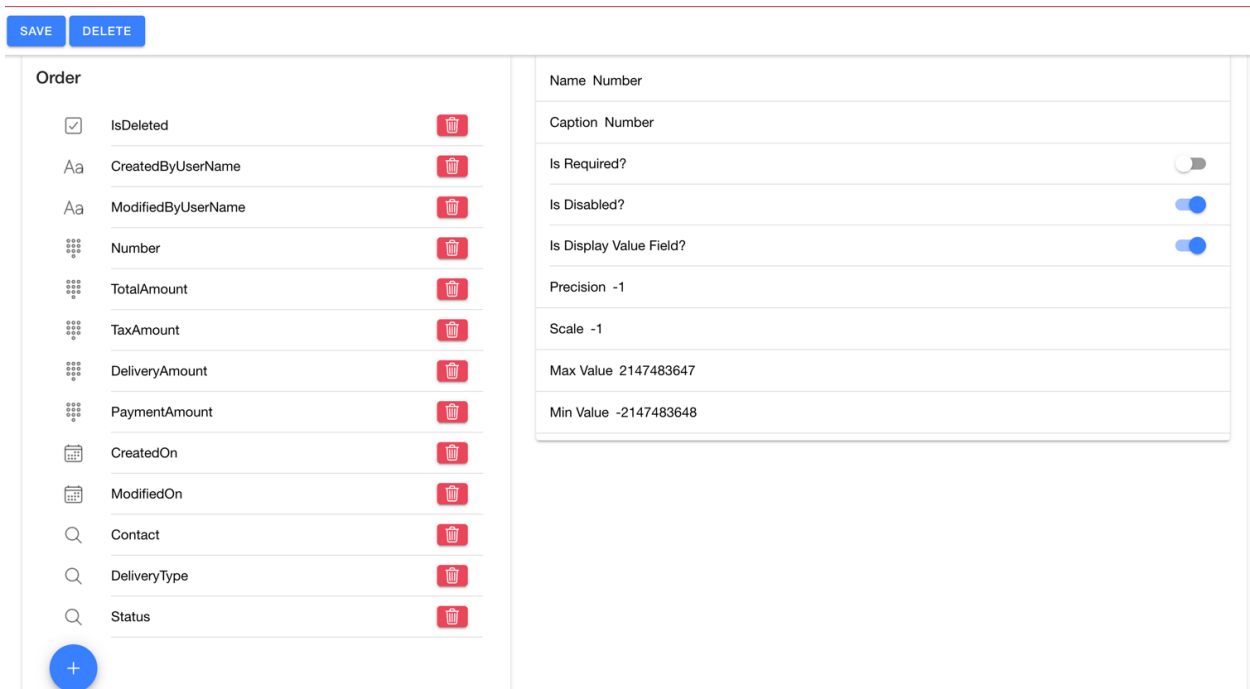 SAVE DELETE
Order
IsDeleted
Aa CreatedByUserName
Aa ModifiedByUserName
Number
TotalAmount
TaxAmount
DeliveryAmount
PaymentAmount
CreatedOn
ModifiedOn
Contact
DeliveryType
Status
+
Name Number
Caption Number
Is Required?
Is Disabled?
Is Display Value Field?
Precision -1
Scale -1
Max Value 2147483647
Min Value -2147483648